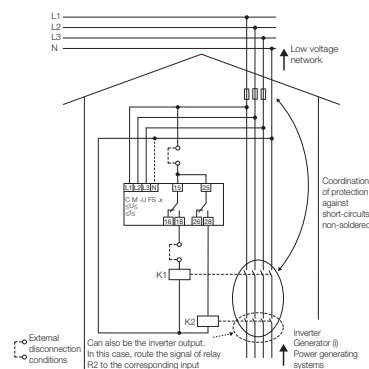 L1
L2
L3
N
Low voltage
network
L1 L2 L3 N 15 25
C M -U FS .x
≤U≤
≤f≤
16 18 26 28
Coordination
of protection
against
short-circuits
non-soldered
K1
K2
External
disconnection
conditions
Can also be the inverter output.
In this case, route the signal of relay
R2 to the corresponding input
Inverter
Generator (i)
Power generating
systems